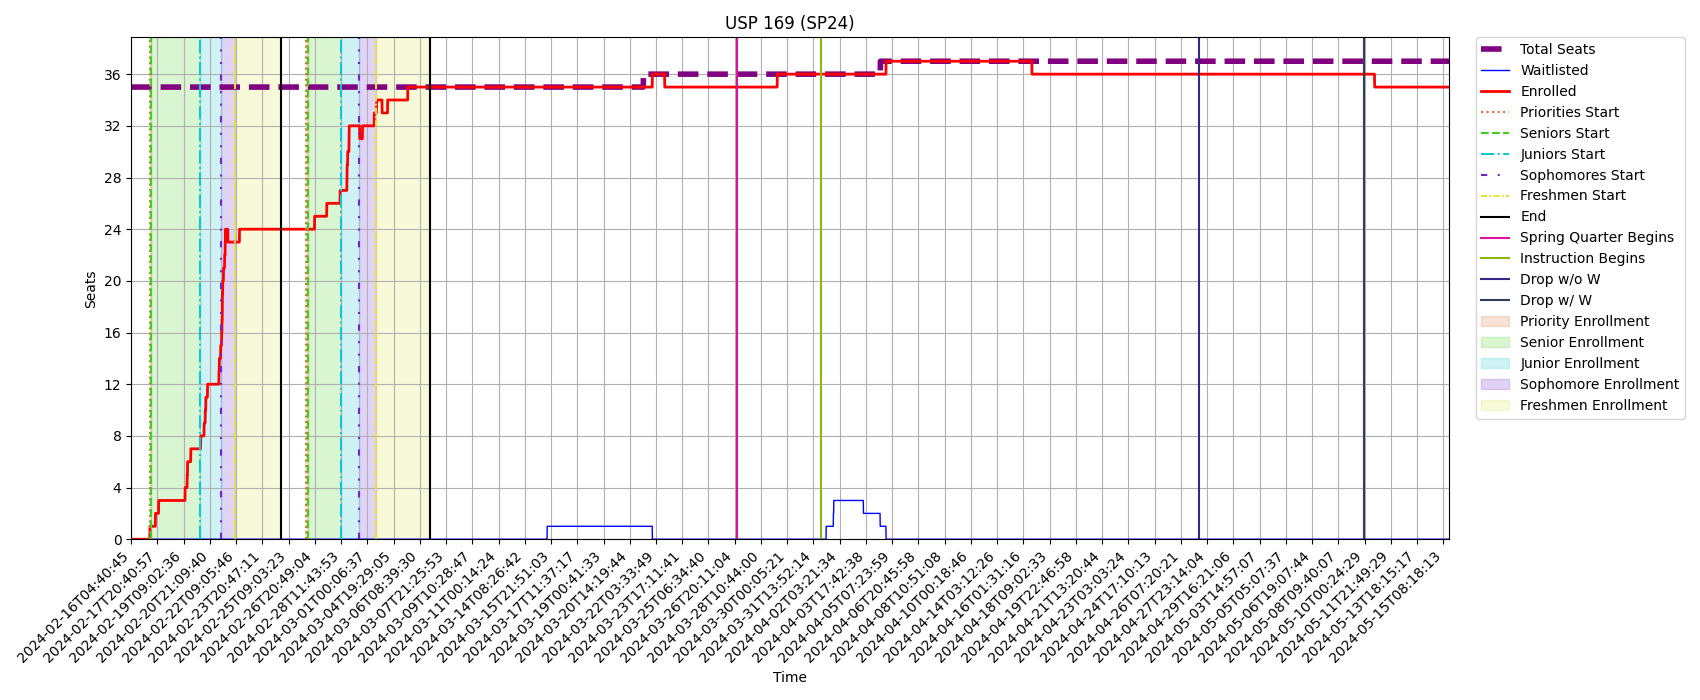 USP 169 (SP24)
Seats
36
32
28
24
20
16
12
8
4
0
2024-02-16T04:40:45
2024-02-17T20:40:57
2024-02-19T09:02:36
2024-02-20T21:09:40
2024-02-22T09:05:46
2024-02-23T20:47:11
2024-02-25T09:03:23
2024-02-26T20:49:04
2024-02-28T11:43:53
2024-03-01T00:06:37
2024-03-04T19:29:05
2024-03-06T08:39:30
2024-03-07T21:25:53
2024-03-09T10:28:47
2024-03-11T00:14:24
2024-03-14T08:26:42
2024-03-15T21:51:03
2024-03-17T11:37:17
2024-03-19T00:41:33
2024-03-20T14:19:44
2024-03-22T03:33:49
2024-03-23T17:11:41
2024-03-25T06:34:40
2024-03-26T20:11:04
2024-03-28T10:44:00
2024-03-30T00:05:21
2024-03-31T13:52:14
2024-04-02T03:21:34
2024-04-03T17:42:38
2024-04-05T07:23:59
2024-04-06T20:45:58
2024-04-08T10:51:08
2024-04-10T00:18:46
2024-04-14T03:12:26
2024-04-16T01:31:16
2024-04-18T09:02:33
2024-04-19T22:46:58
2024-04-21T13:20:44
2024-04-23T03:03:24
2024-04-24T17:10:13
2024-04-26T07:20:21
2024-04-27T23:14:04
2024-04-29T16:21:06
2024-05-03T14:57:07
2024-05-05T05:07:37
2024-05-06T19:07:44
2024-05-08T09:40:07
2024-05-10T00:24:29
2024-05-11T21:49:29
2024-05-13T18:15:17
2024-05-15T08:18:13
Time
Total Seats
Waitlisted
Enrolled
Priorities Start
Seniors Start
Juniors Start
Sophomores Start
Freshmen Start
End
Spring Quarter Begins
Instruction Begins
Drop w/o W
Drop w/ W
Priority Enrollment
Senior Enrollment
Junior Enrollment
Sophomore Enrollment
Freshmen Enrollment